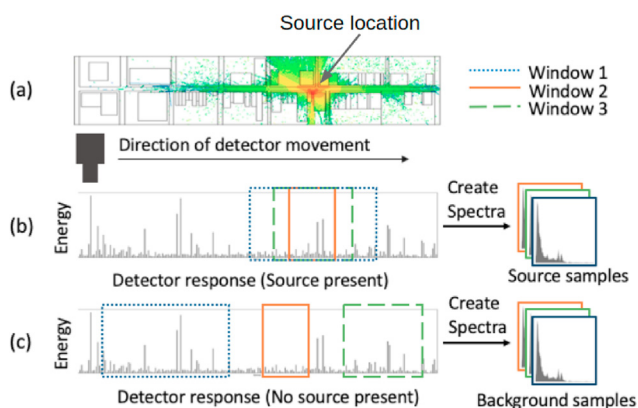 Source location
(a)
Window 1
Window 2
Window 3
Direction of detector movement
(b)
Energy
Create
Spectra
Detector response (Source present)
Source samples
(c)
Energy
Create
Spectra
Detector response (No source present)
Background samples